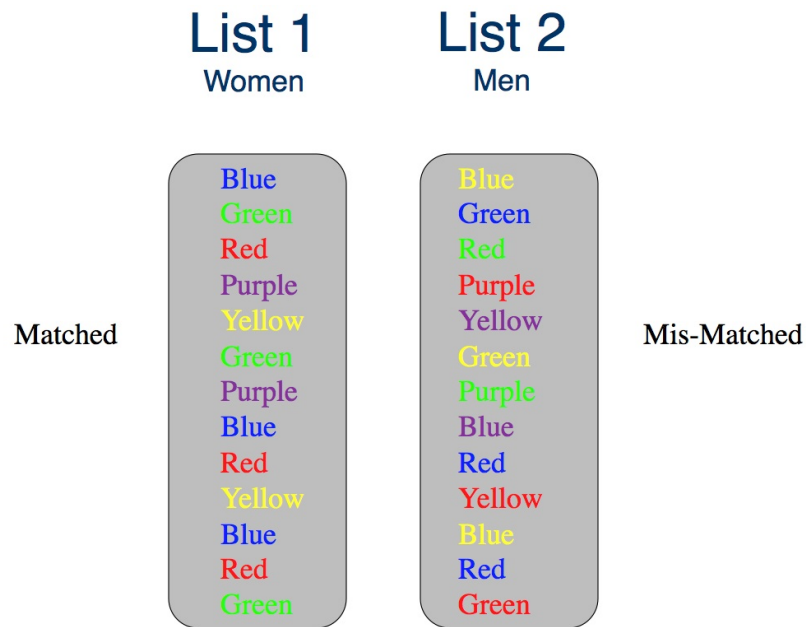 List 1
Women
List 2
Men
Matched
Blue
Green
Red
Purple
Yellow
Green
Purple
Blue
Red
Yellow
Blue
Red
Green
Blue
Green
Red
Purple
Yellow
Green
Purple
Blue
Red
Yellow
Blue
Red
Green
Mis-Matched